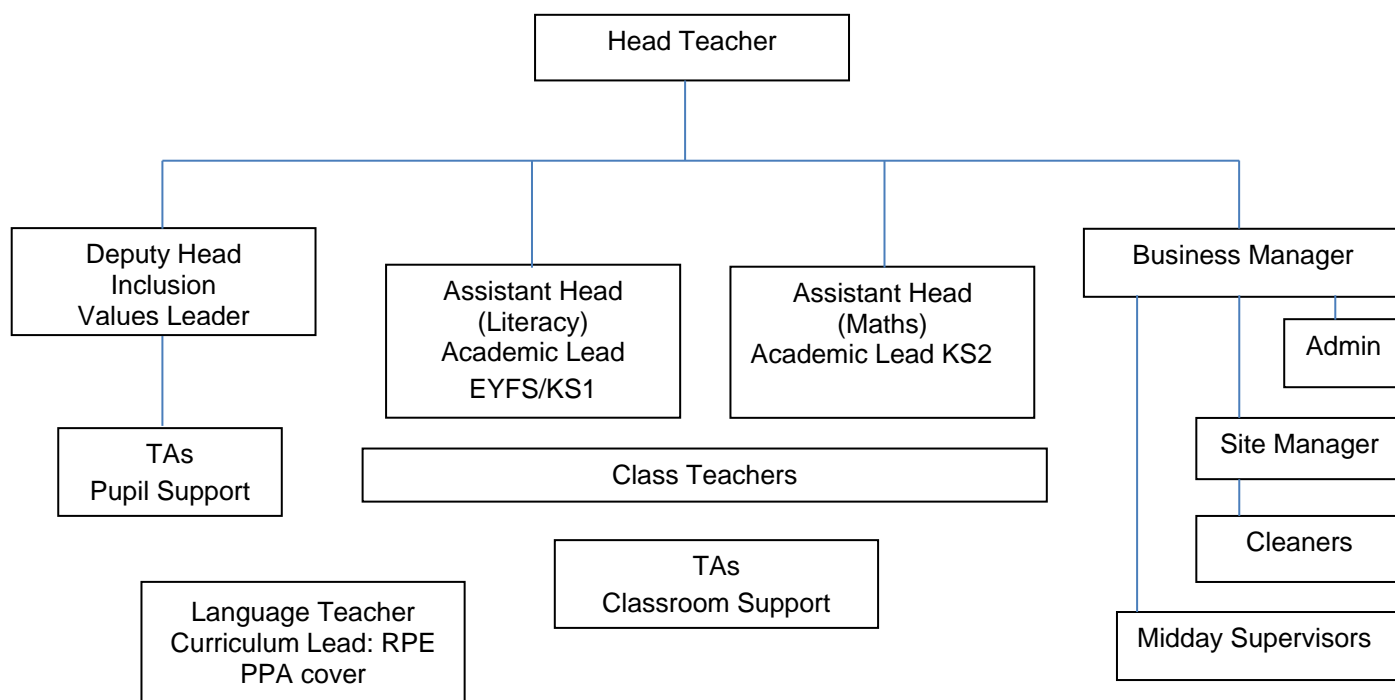 Head Teacher
Deputy Head
Inclusion
Values Leader
Assistant Head
(Literacy)
Academic Lead
EYFS/KS1
Assistant Head
(Maths)
Academic Lead KS2
Business Manager
Admin
Site Manager
Cleaners
Midday Supervisors
TAs
Pupil Support
Class Teachers
TAs
Classroom Support
Language Teacher
Curriculum Lead: RPE
PPA cover